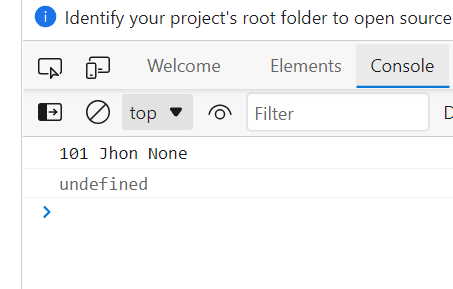 Identify your project's root folder to open source
Welcome Elements Console
top Filter
101 Jhon None
undefined